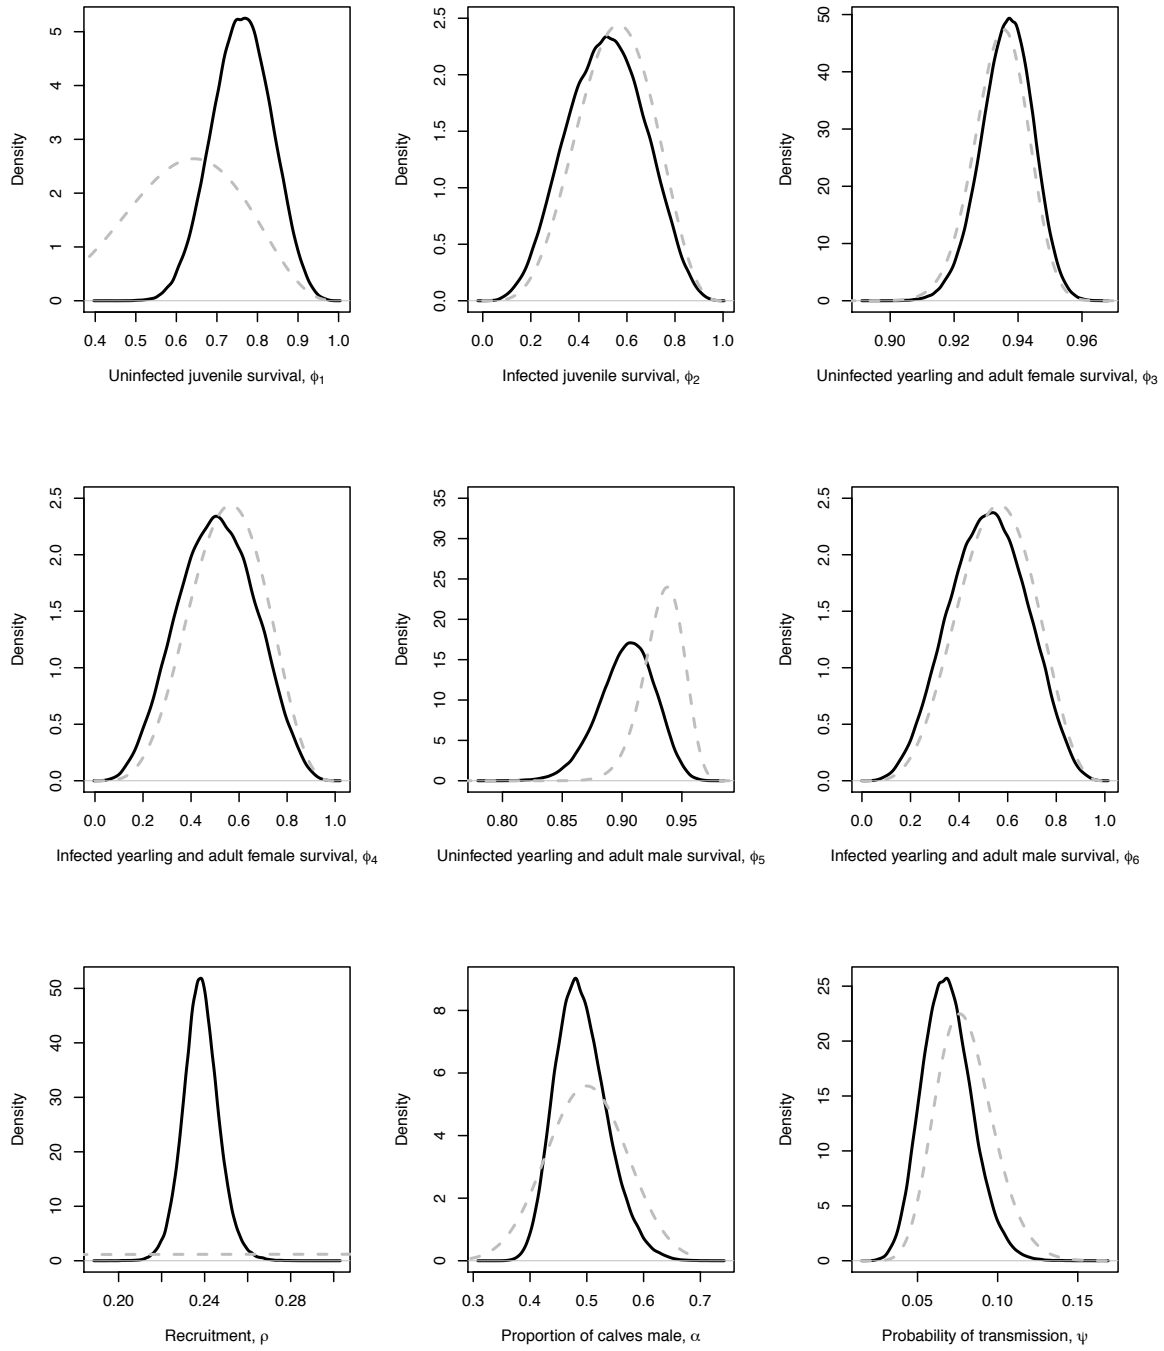 Density
5
4
3
2
1
0
0.4 0.5 0.6 0.7 0.8 0.9 1.0
Uninfected juvenile survival, ϕ1
Density
2.5
2.0
1.5
1.0
0.5
0.0
0.0 0.2 0.4 0.6 0.8 1.0
Infected juvenile survival, ϕ2
Density
50
40
30
20
10
0
0.90 0.92 0.94 0.96
Uninfected yearling and adult female survival, ϕ3
Density
2.5
2.0
1.5
1.0
0.5
0.0
0.0 0.2 0.4 0.6 0.8 1.0
Infected yearling and adult female survival, ϕ4
Density
35
30
25
20
15
10
5
0
0.80 0.85 0.90 0.95
Uninfected yearling and adult male survival, ϕ5
Density
2.5
2.0
1.5
1.0
0.5
0.0
0.0 0.2 0.4 0.6 0.8 1.0
Infected yearling and adult male survival, ϕ6
Density
50
40
30
20
10
0
0.20 0.24 0.28
Recruitment, ρ
Density
8
6
4
2
0
0.3 0.4 0.5 0.6 0.7
Proportion of calves male, α
Density
25
20
15
10
5
0
0.05 0.10 0.15
Probability of transmission, ψ